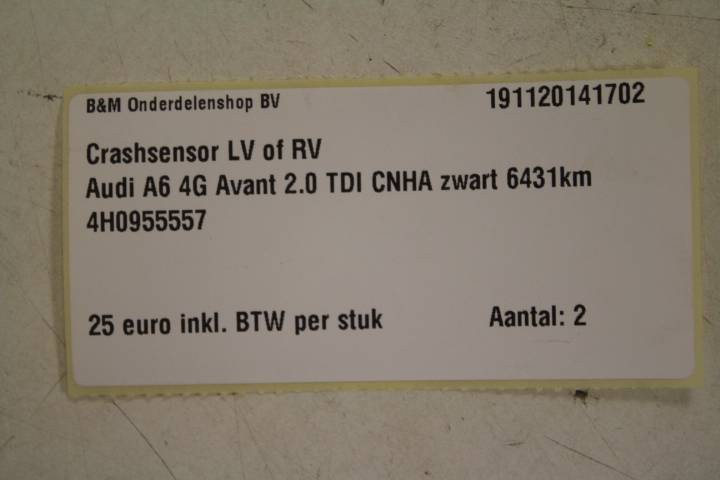 B&M Onderdelenshop BV
191120141702
Crashsensor LV of RV
Audi A6 4G Avant 2.0 TDI CNHA zwart 6431km
4H0955557
25 euro inkl. BTW per stuk
Aantal: 2